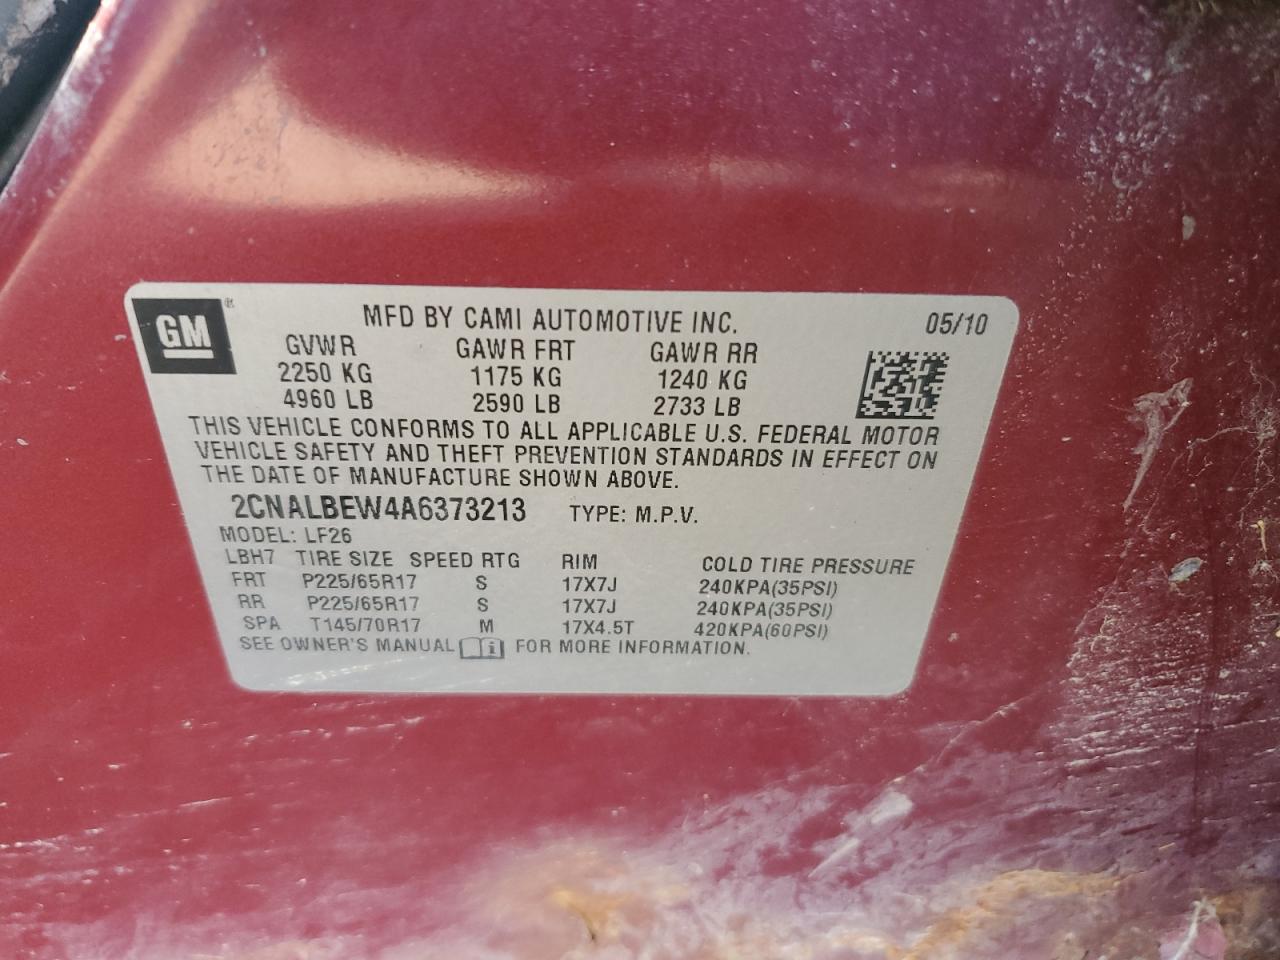 GM®
MFD BY CAMI AUTOMOTIVE INC. 05/10
GVWR GAWR FRT GAWR RR
2250 KG 1175 KG 1240 KG
4960 LB 2590 LB 2733 LB
THIS VEHICLE CONFORMS TO ALL APPLICABLE U.S. FEDERAL MOTOR
VEHICLE SAFETY AND THEFT PREVENTION STANDARDS IN EFFECT ON
THE DATE OF MANUFACTURE SHOWN ABOVE.
2CNALBEW4A6373213 TYPE: M.P.V.
MODEL: LF26
LBH7 TIRE SIZE SPEED RTG RIM COLD TIRE PRESSURE
FRT P225/65R17 S 17X7J 240KPA(35PSI)
RR P225/65R17 S 17X7J 240KPA(35PSI)
SPA T145/70R17 M 17X4.5T 420KPA(60PSI)
SEE OWNER'S MANUAL i FOR MORE INFORMATION.